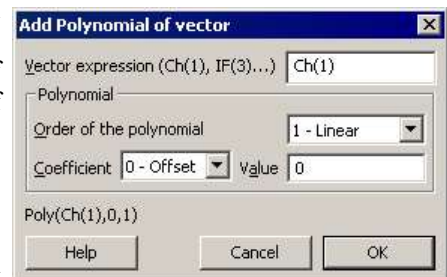 Add Polynomial of vector
Vector expression (Ch(1), IF(3)...) Ch(1)
Polynomial
Order of the polynomial 1 - Linear
Coefficient 0 - Offset Value 0
Poly(Ch(1),0,1)
Help Cancel OK